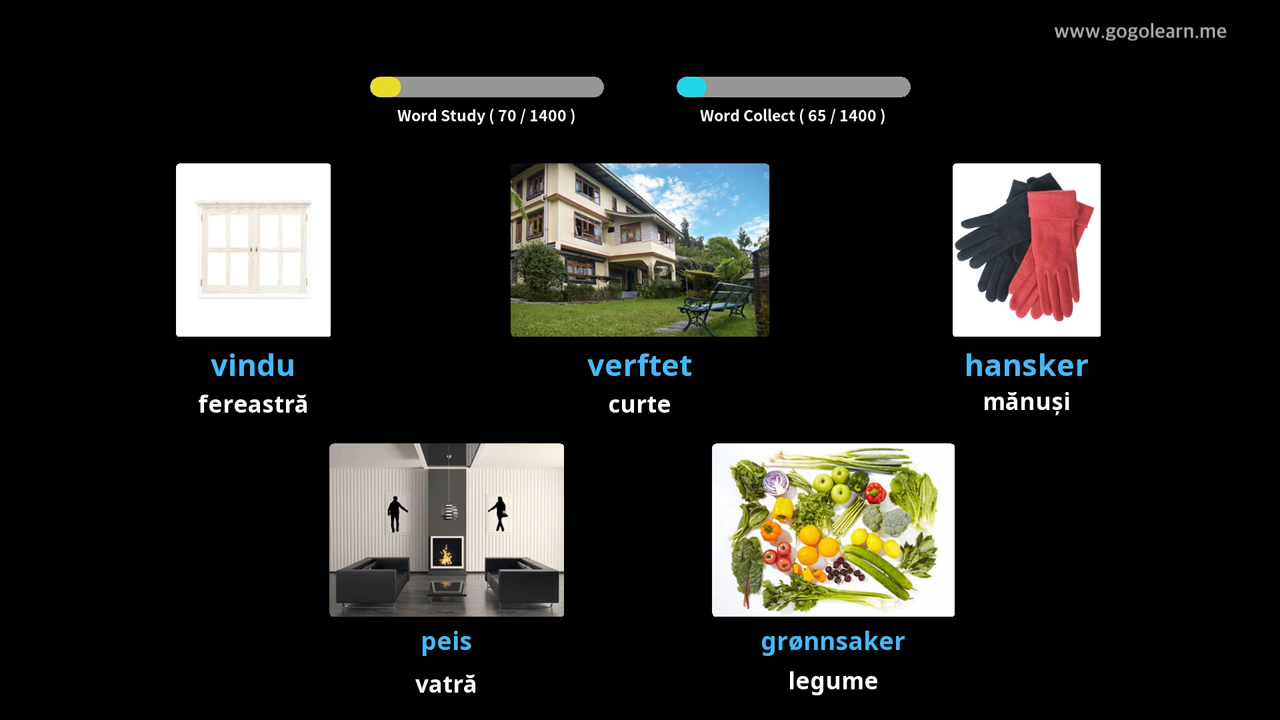 www.gogolearn.me
Word Study ( 70 / 1400 )
Word Collect ( 65 / 1400 )
vindu
fereastră
verftet
curte
hansker
mănuși
peis
vatră
grønnsaker
legume